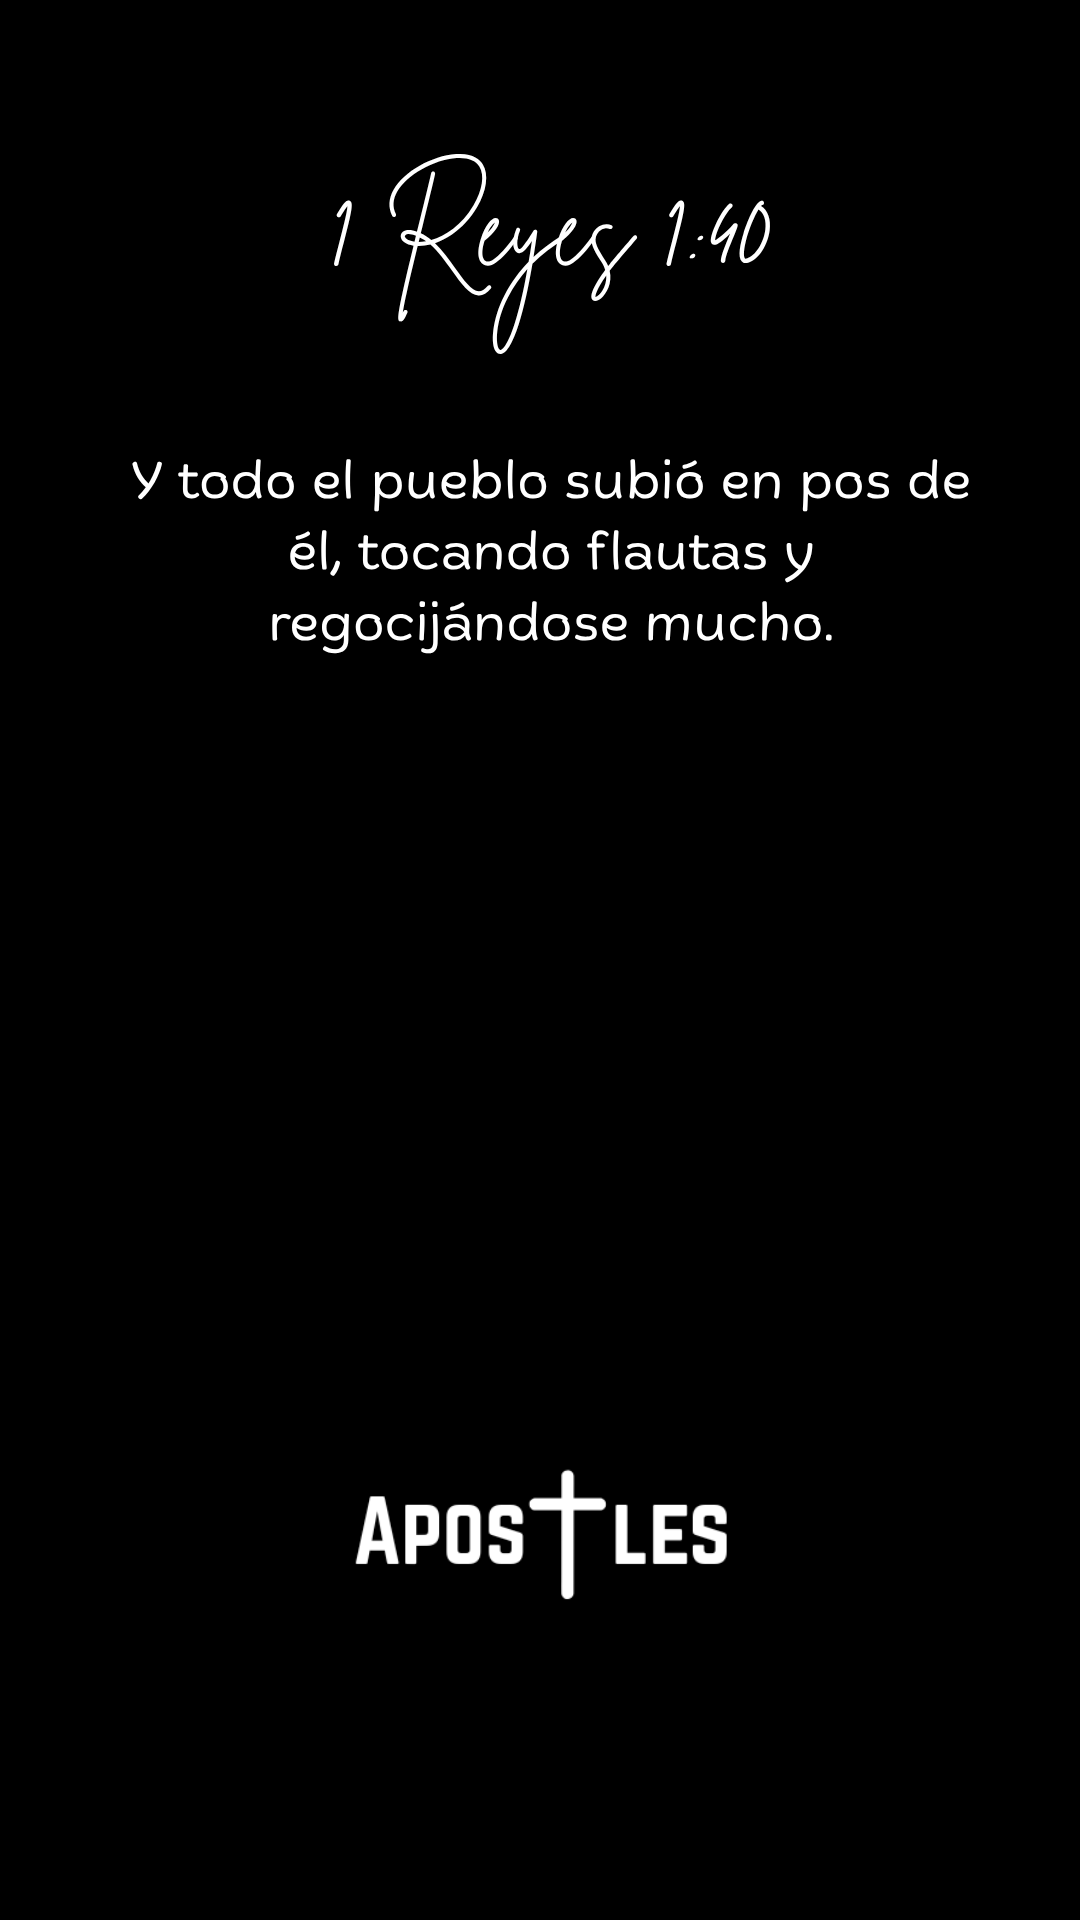 1 Reyes 1:40
Y todo el pueblo subió en pos de
él, tocando flautas y
regocijándose mucho.
APOSTLES